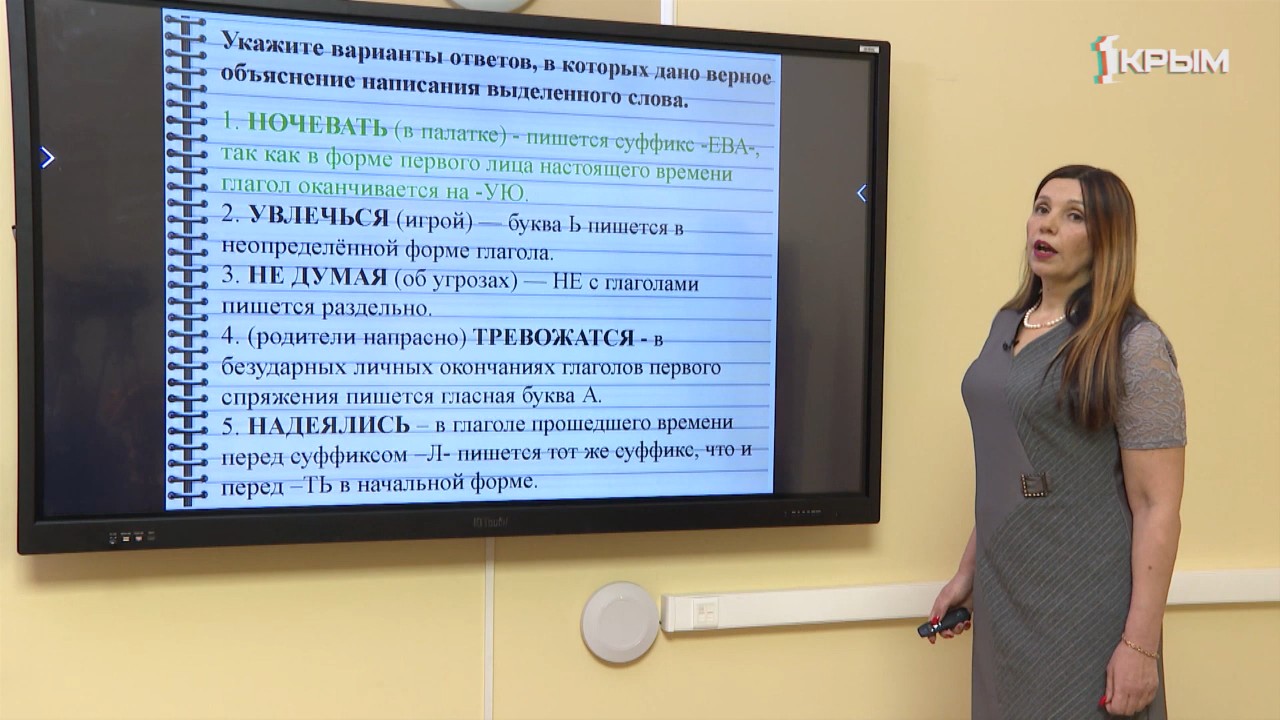 Укажите варианты ответов, в которых дано верное
объяснение написания выделенного слова.
1. НОЧЕВАТЬ (в палатке) - пишется суффикс -ЕВА-,
так как в форме первого лица настоящего времени
глагол оканчивается на -УЮ.
2. УВЛЕЧЬСЯ (игрой) — буква Ь пишется в
неопределённой форме глагола.
3. НЕ ДУМАЯ (об угрозах) — НЕ с глаголами
пишется раздельно.
4. (родители напрасно) ТРЕВОЖАТСЯ - в
безударных личных окончаниях глаголов первого
спряжения пишется гласная буква А.
5. НАДЕЯЛИСЬ – в глаголе прошедшего времени
перед суффиксом –Л- пишется тот же суффикс, что и
перед –ТЬ в начальной форме.
1 КРЫМ